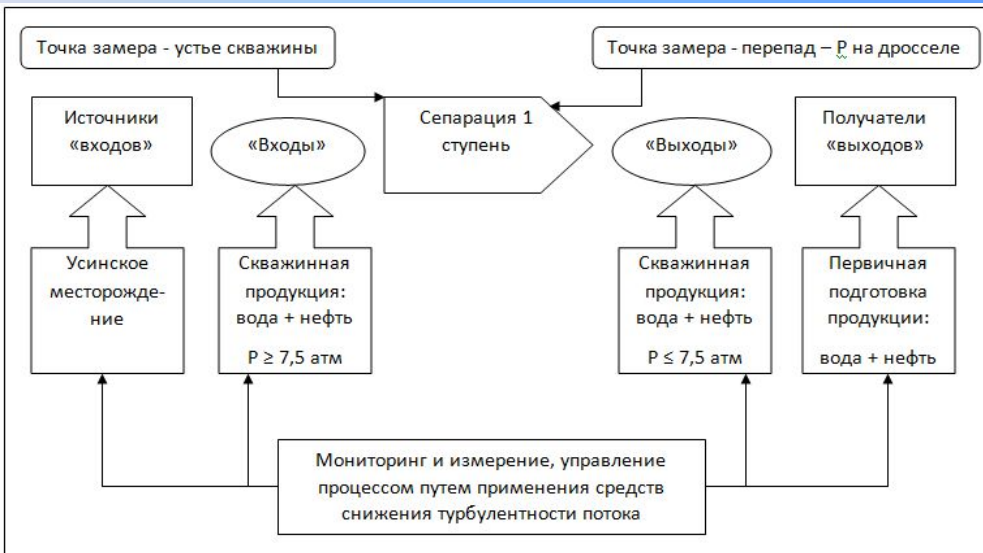 Точка замера - устье скважины
Точка замера - перепад – Р на дросселе
Источники
«входов»
«Входы»
Сепарация 1
ступень
«Выходы»
Получатели
«выходов»
Усинское
месторожде-
ние
Скважинная
продукция:
вода + нефть
Р ≥ 7,5 атм
Скважинная
продукция:
вода + нефть
Р ≤ 7,5 атм
Первичная
подготовка
продукции:
вода + нефть
Мониторинг и измерение, управление
процессом путем применения средств
снижения турбулентности потока